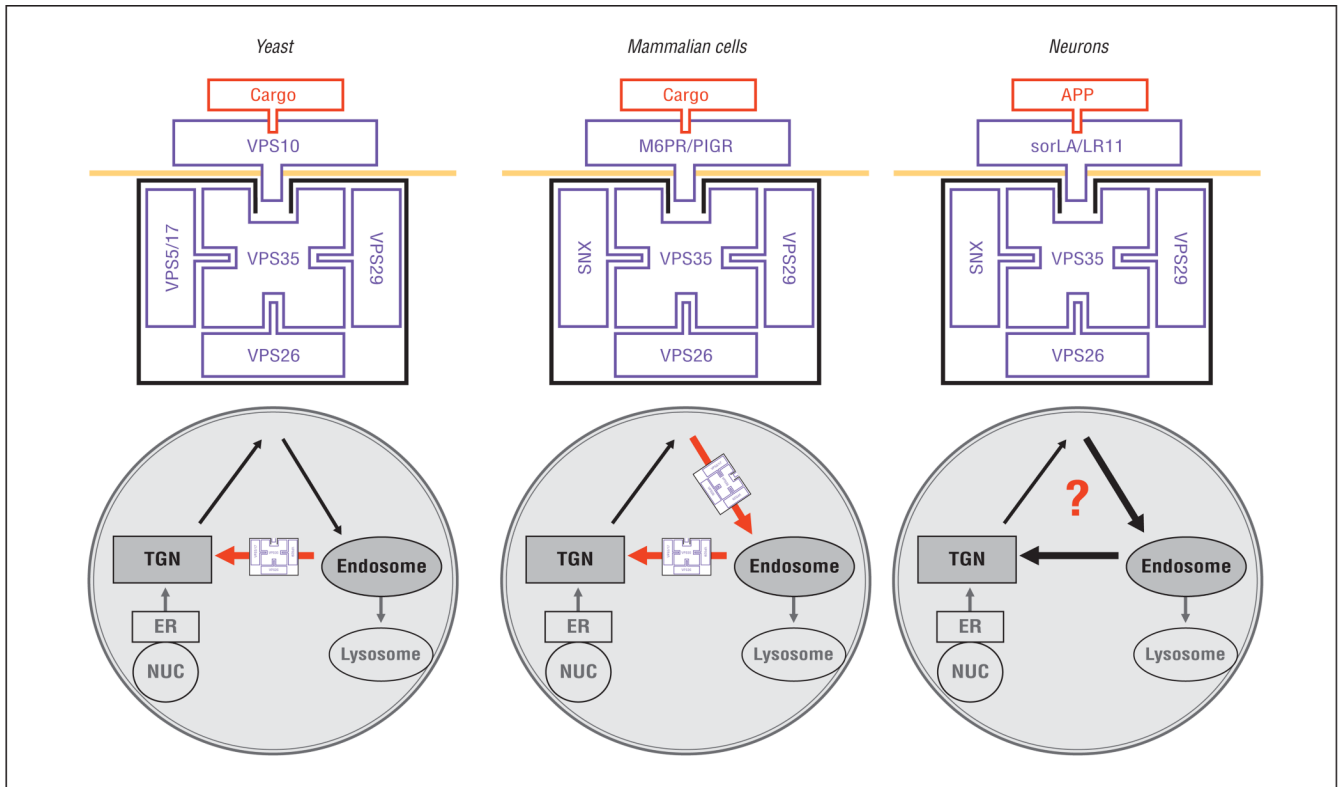 Yeast
Mammalian cells
Neurons
Cargo
Cargo
APP
VPS10
M6PR/PIGR
sorLA/LR11
VPS5/17
VPS35
VPS29
VPS26
XNS
VPS35
VPS29
VPS26
XNS
VPS35
VPS29
VPS26
TGN
Endosome
ER
NUC
Lysosome
TGN
Endosome
ER
NUC
Lysosome
?
TGN
Endosome
ER
NUC
Lysosome